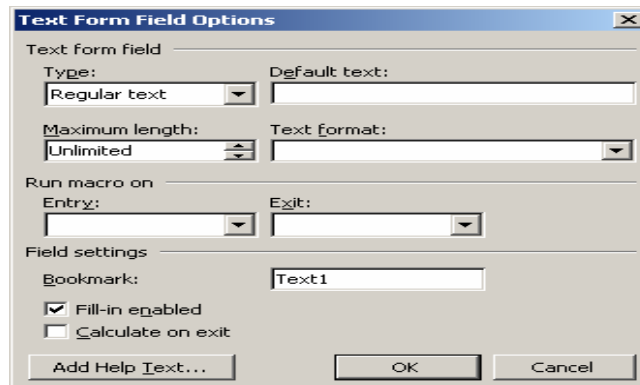 Text Form Field Options
Text form field
Type: Default text:
Regular text
Maximum length: Text format:
Unlimited
Run macro on
Entry: Exit:
Field settings
Bookmark: Text1
Fill-in enabled
Calculate on exit
Add Help Text... OK Cancel